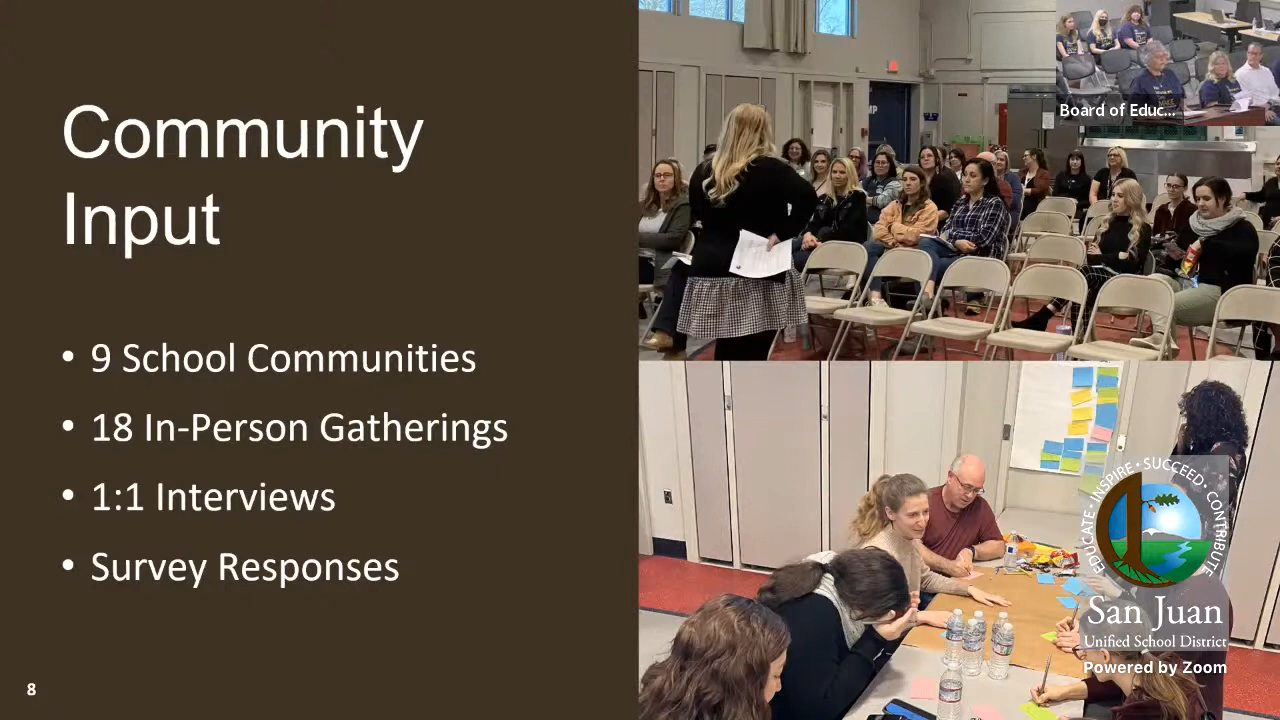 Community
Input
• 9 School Communities
• 18 In-Person Gatherings
• 1:1 Interviews
• Survey Responses
8
Board of Educ...
EDUCATE • INSPIRE • SUCCEED • CONTRIBUTE
San Juan
Unified School District
Powered by Zoom